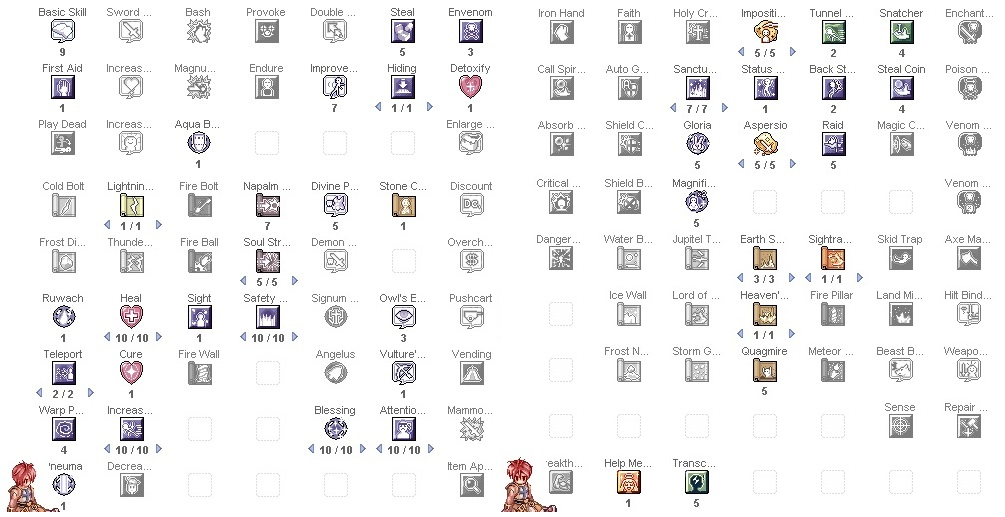 Basic Skill Sword ... Bash Provoke Double ... Steal Envenom
9 5 3
First Aid Increas... Magnu... Endure Improve... Hiding Detoxify
1 7 1 / 1 1
Play Dead Increas... Aqua B... Enlarge ...
1
Cold Bolt Lightnin... Fire Bolt Napalm ... Divine P... Stone C... Discount
1 / 1 7 5 1
Frost Di... Thunde... Fire Ball Soul Str... Demon ... Overch...
5 / 5
Ruwach Heal Sight Safety ... Signum ... Owl's E... Pushcart
1 10 / 10 1 10 / 10 3
Teleport Cure Fire Wall Angelus Vulture'... Vending
2 / 2 1 1
Warp P... Increas... Blessing Attentio... Mammo...
4 10 / 10 10 / 10 10 / 10
'neuma Decrea... Item Ap...
1
Iron Hand Faith Holy Cr... Impositi... Tunnel ... Snatcher Enchant...
5 / 5 2 4
Call Spir... Auto G... Sanctu... Status ... Back St... Steal Coin Poison ...
7 / 7 1 2 4
Absorb ... Shield C... Gloria Aspersio Raid Magic C... Venom ...
5 5 / 5 5
Critical ... Shield B... Magnifi... Venom ...
5
Danger... Water B... Jupitel T... Earth S... Sightra... Skid Trap Axe Ma...
3 / 3 1 / 1
Ice Wall Lord of ... Heaven'... Fire Pillar Land Mi... Hilt Bind...
1 / 1
Frost N... Storm G... Quagmire Meteor ... Beast B... Weapo...
5
Sense Repair ...
'eakth... Help Me... Transc...
1 5